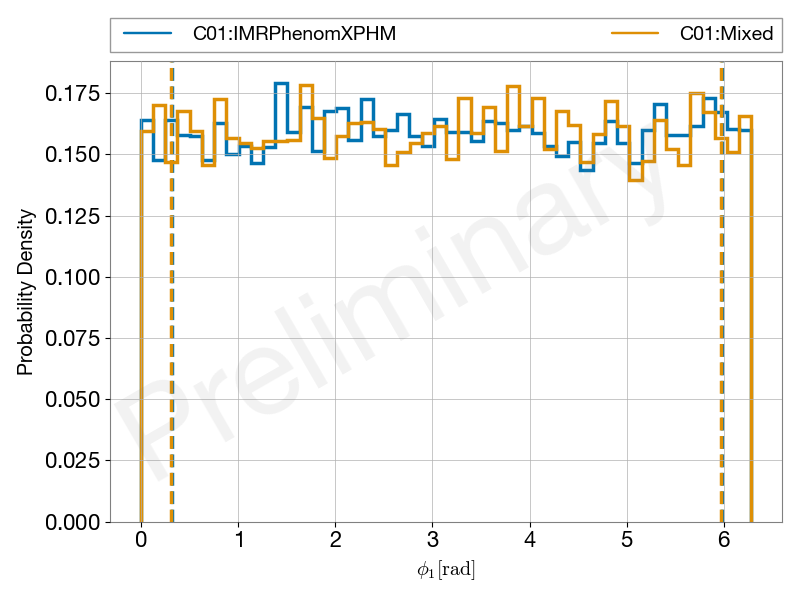 C01:IMRPhenomXPHM C01:Mixed
0.175
0.150
0.125
0.100
0.075
0.050
0.025
0.000
Probability Density
Preliminary
0 1 2 3 4 5 6
ϕ₁[rad]